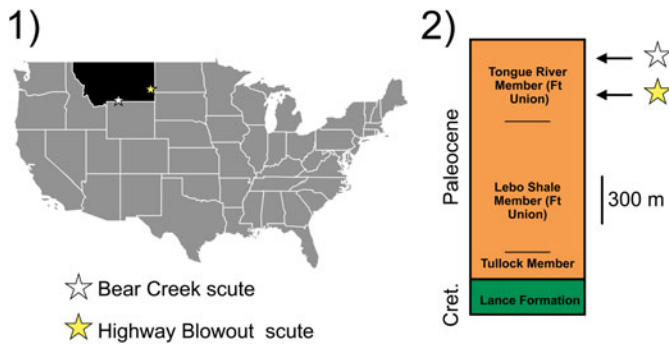 1)
Bear Creek scute
Highway Blowout scute
2)
Paleocene
Cret.
Tongue River
Member (Ft
Union)
Lebo Shale
Member (Ft
Union)
Tullock Member
Lance Formation
300 m